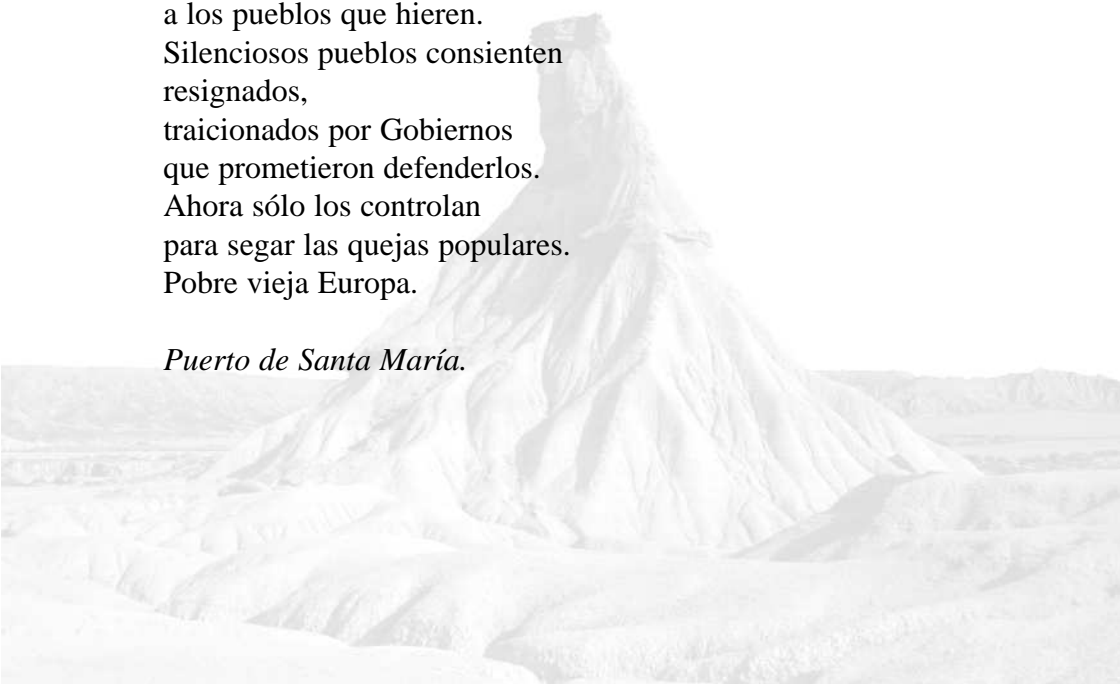 a los pueblos que hieren.
Silenciosos pueblos consienten
resignados,
traicionados por Gobiernos
que prometieron defenderlos.
Ahora sólo los controlan
para segar las quejas populares.
Pobre vieja Europa.
Puerto de Santa María.